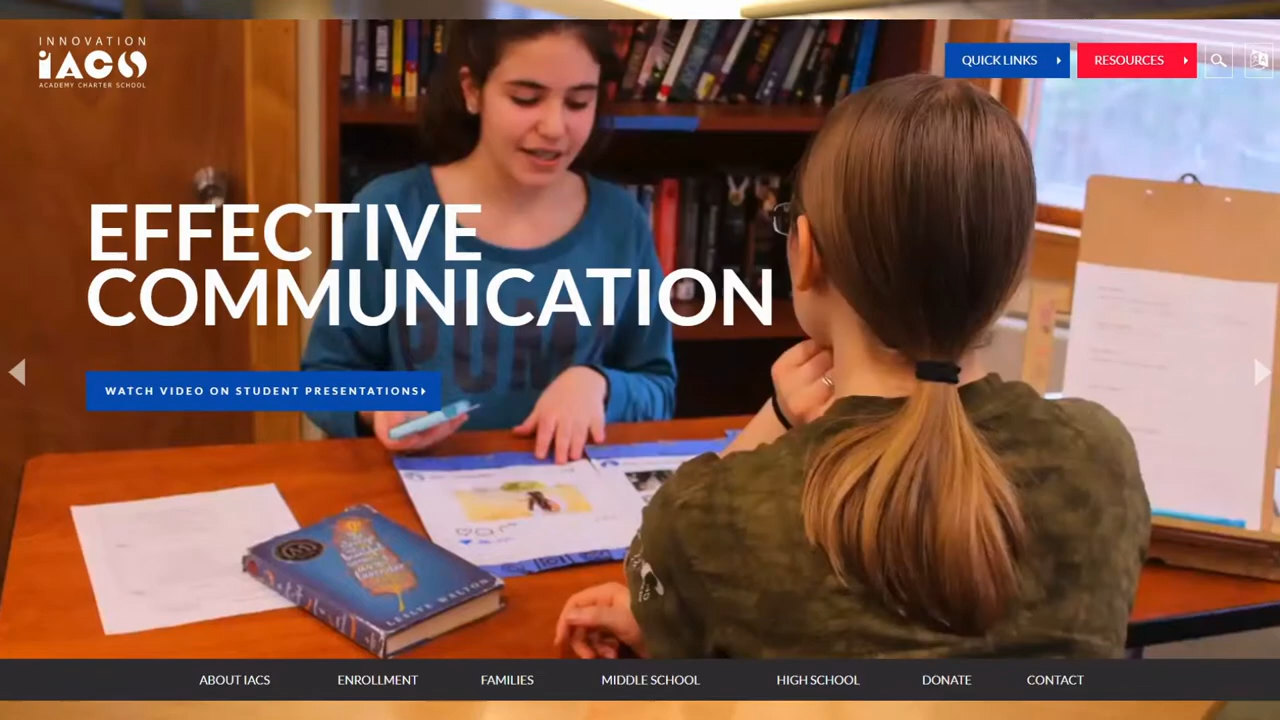 INNOVATION
iACS
ACADEMY CHARTER SCHOOL
QUICK LINKS
RESOURCES
EFFECTIVE
COMMUNICATION
WATCH VIDEO ON STUDENT PRESENTATIONS
PUMA
LESLYE WALTON
ABOUT IACS
ENROLLMENT
FAMILIES
MIDDLE SCHOOL
HIGH SCHOOL
DONATE
CONTACT